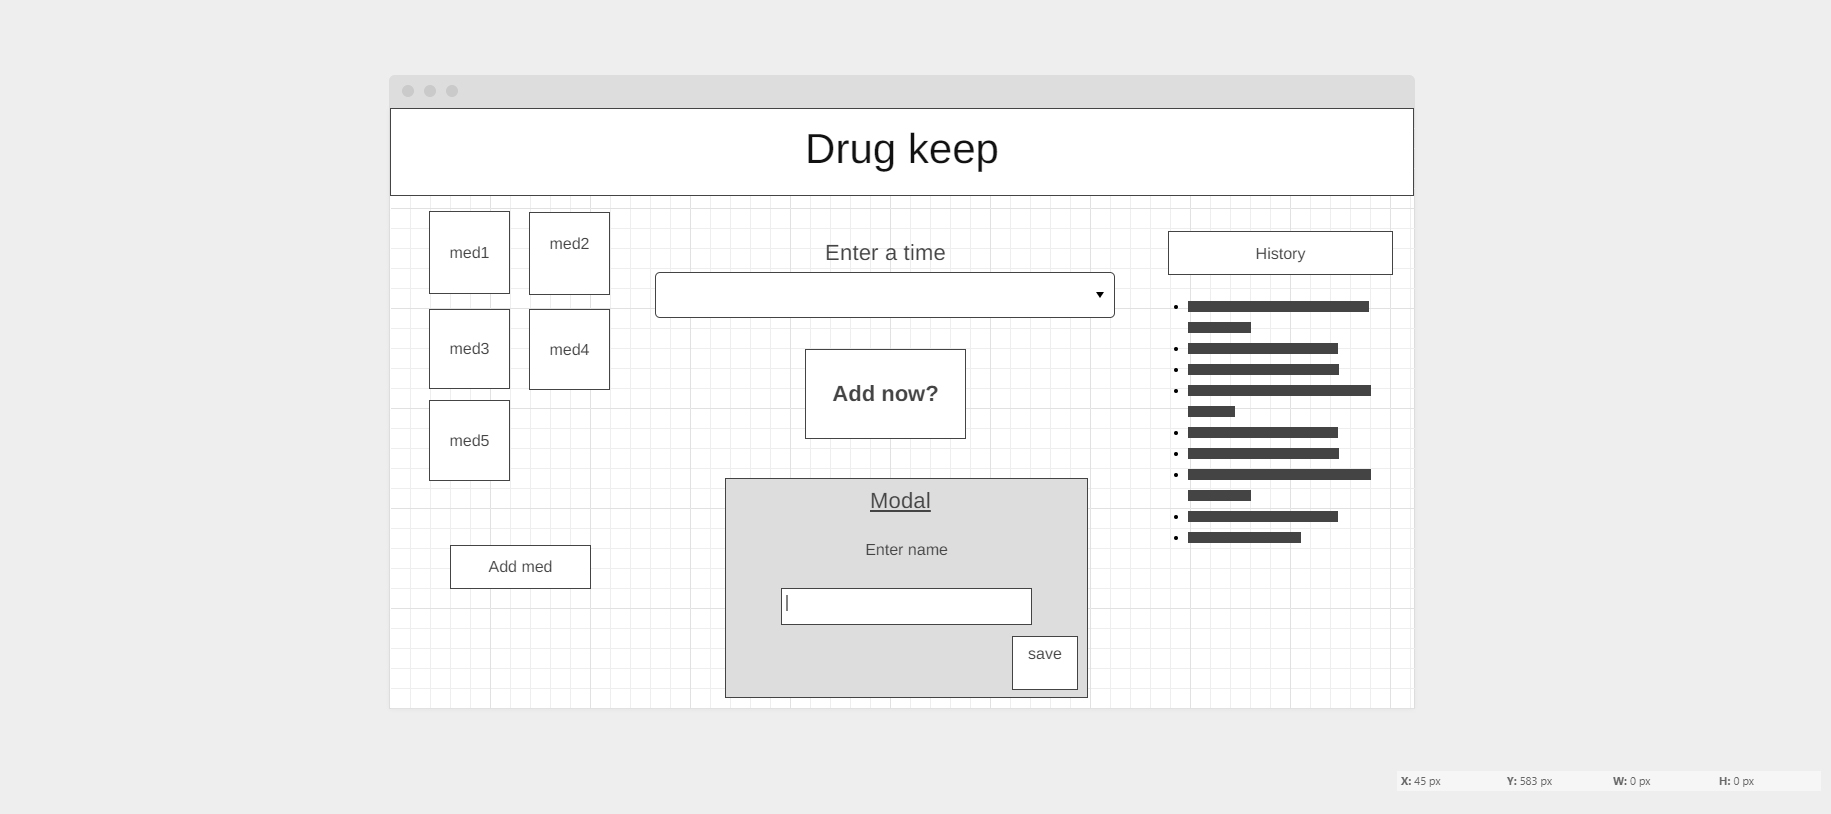 Drug keep
med1
med2
med3
med4
med5
Add med
Enter a time
Add now?
Modal
Enter name
save
History
X: 45 px
Y: 583 px
W: 0 px
H: 0 px